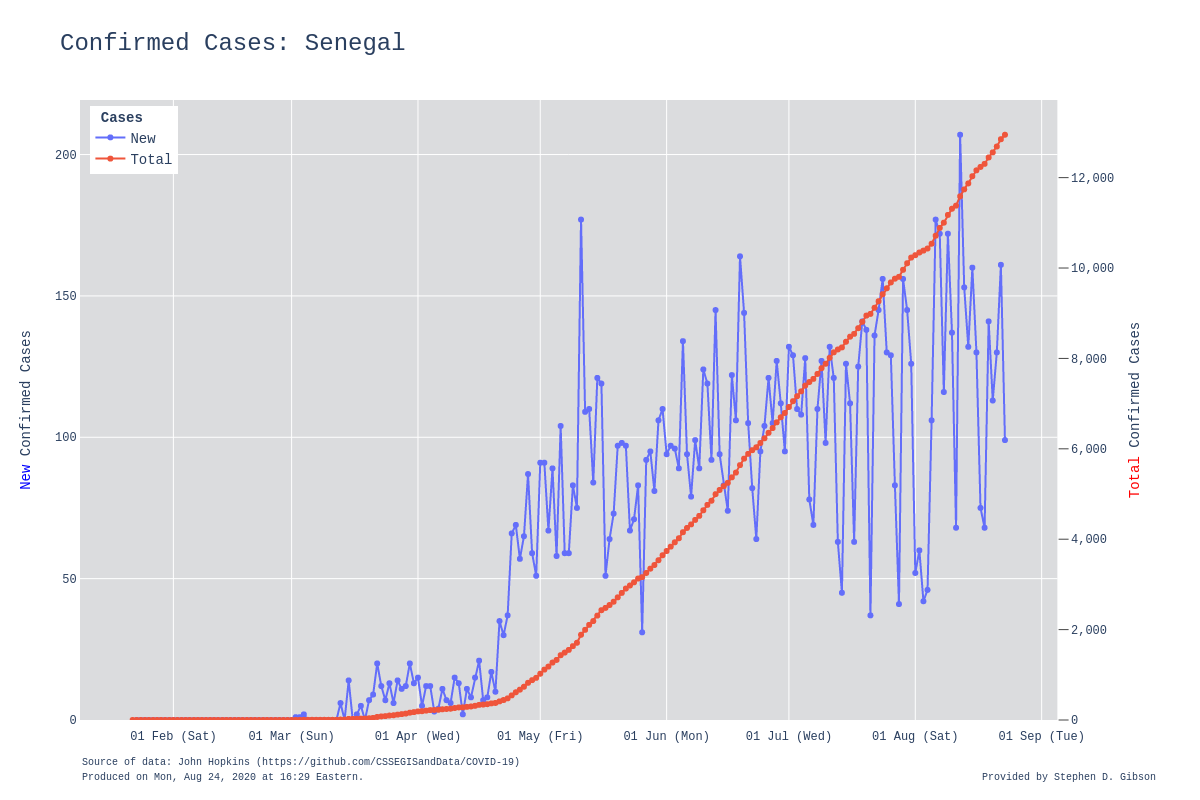 Confirmed Cases: Senegal
Cases
New
Total
200
150
100
50
0
12,000
10,000
8,000
6,000
4,000
2,000
0
New Confirmed Cases
Total Confirmed Cases
01 Feb (Sat)
01 Mar (Sun)
01 Apr (Wed)
01 May (Fri)
01 Jun (Mon)
01 Jul (Wed)
01 Aug (Sat)
01 Sep (Tue)
Source of data: John Hopkins (https://github.com/CSSEGISandData/COVID-19)
Produced on Mon, Aug 24, 2020 at 16:29 Eastern.
Provided by Stephen D. Gibson